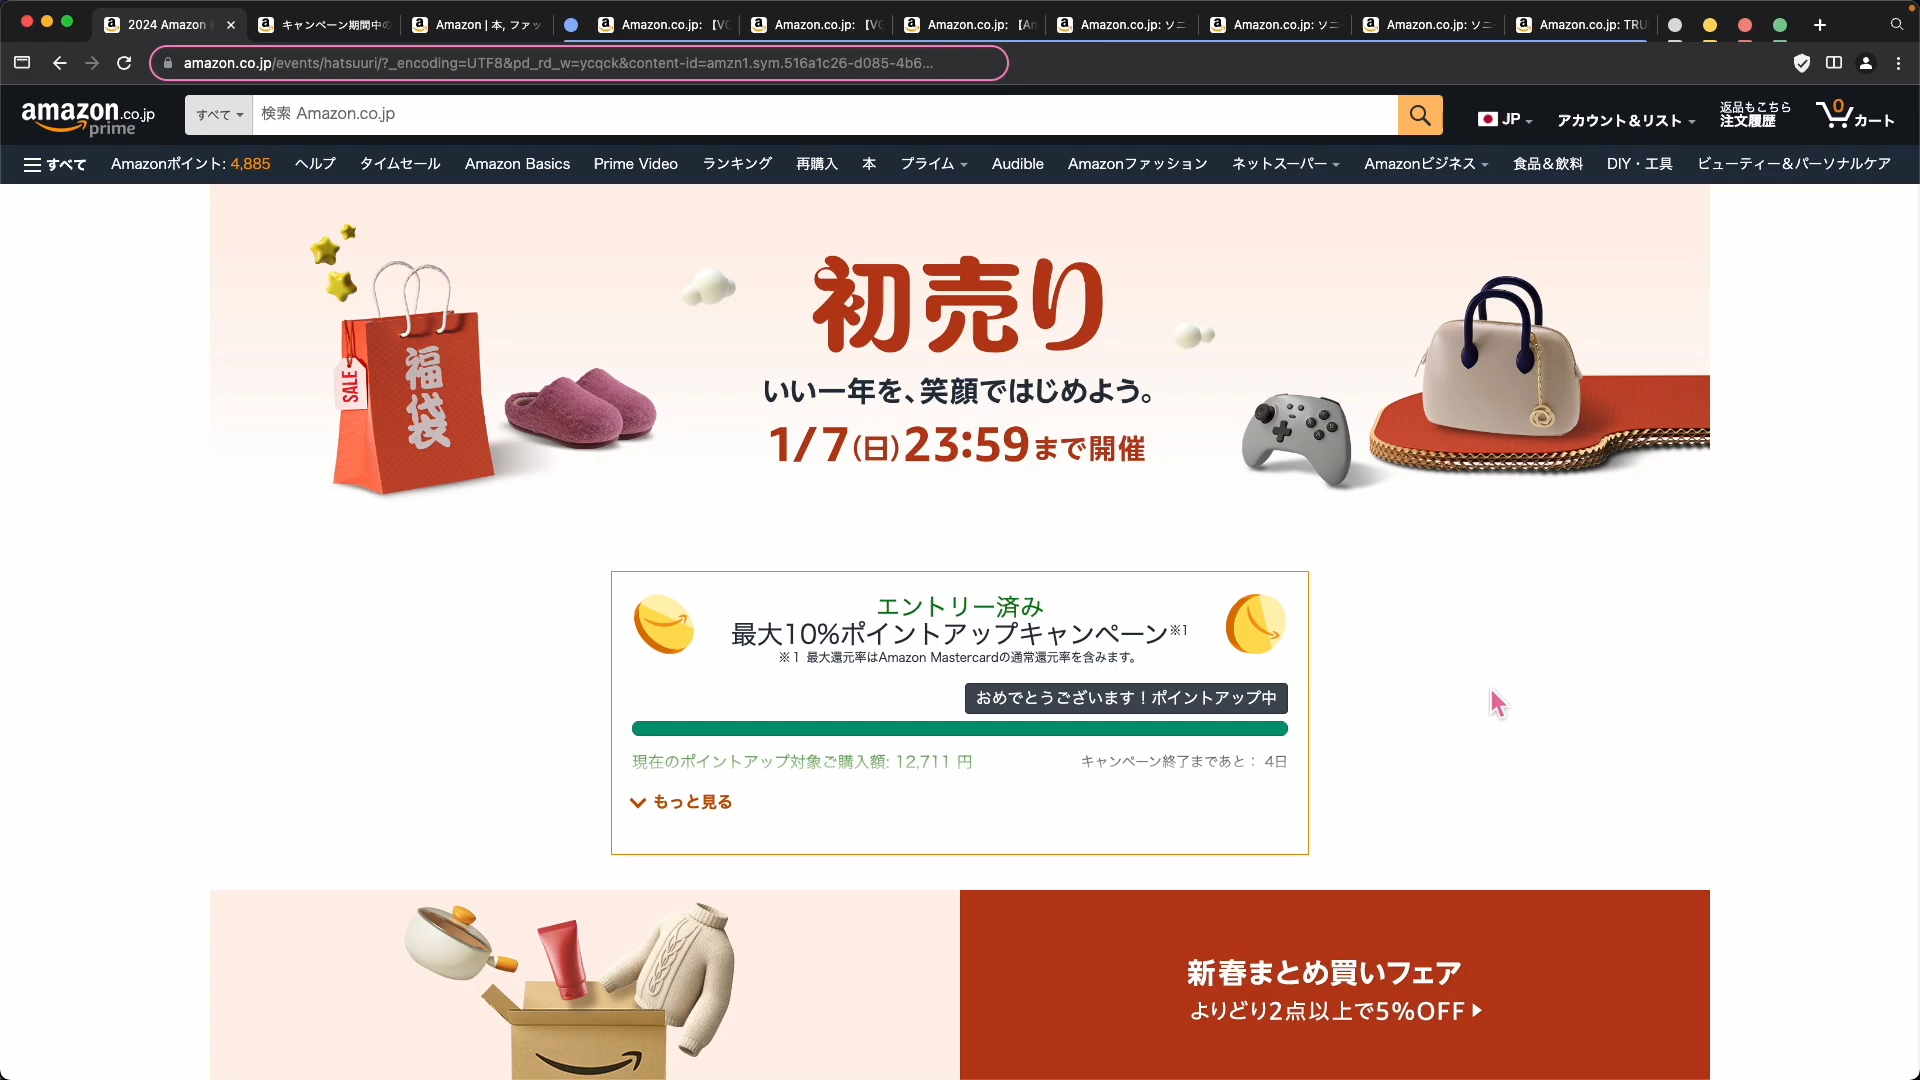 2024 Amazon
キャンペーン期間中の
Amazon | 本, ファッ
Amazon.co.jp: 【VG
Amazon.co.jp: 【VG
Amazon.co.jp: 【An
Amazon.co.jp: ソニ
Amazon.co.jp: ソニ
Amazon.co.jp: ソニ
Amazon.co.jp: TRU
amazon.co.jp/events/hatsuuri/?_encoding=UTF8&pd_rd_w=ycqck&content-id=amzn1.sym.516a1c26-d085-4b6...
amazon.co.jp
prime
すべて
検索 Amazon.co.jp
JP
アカウント&リスト
返品もこちら
注文履歴
0
カート
すべて
Amazonポイント: 4,885
ヘルプ
タイムセール
Amazon Basics
Prime Video
ランキング
再購入
本
プライム
Audible
Amazonファッション
ネットスーパー
Amazonビジネス
食品&飲料
DIY・工具
ビューティー&パーソナルケア
SALE
福袋
初売り
いい一年を、笑顔ではじめよう。
1/7(日)23:59まで開催
エントリー済み
最大10%ポイントアップキャンペーン※1
※1 最大還元率はAmazon Mastercardの通常還元率を含みます。
おめでとうございます!ポイントアップ中
現在のポイントアップ対象ご購入額: 12,711 円
キャンペーン終了まであと: 4日
もっと見る
新春まとめ買いフェア
よりどり2点以上で5%OFF